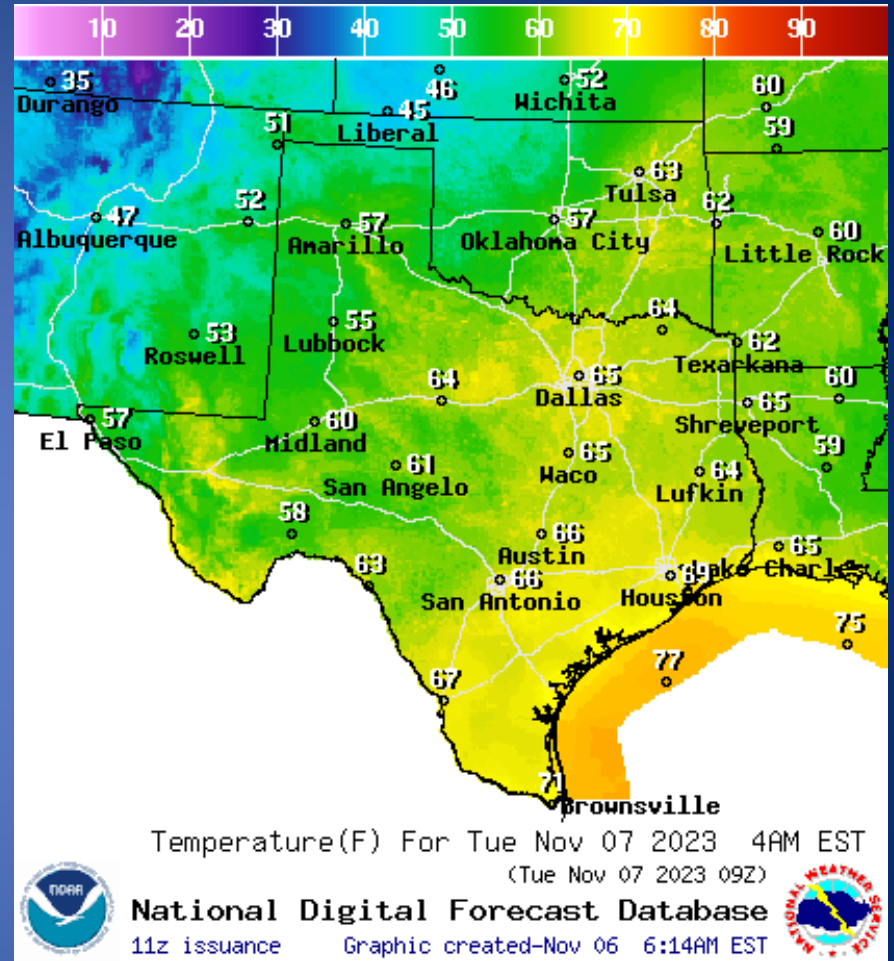 10 20 30 40 50 60 70 80 90
35 46 52 60
Durango 45 Wichita
51 Liberal 59
63
Tulsa
47 52 57 57 62 60
Albuquerque Amarillo Oklahoma City Little Rock
53 55 64 62
Roswell Lubbock Texarkana
64 65 65 60
Dallas Shreveport
57 60
El Paso Midland
61 65 64 59
San Angelo Waco Lufkin
58 66 65
Austin Lake Charles
63 66 69
San Antonio Houston
75
67 77
71
Brownsville
Temperature(F) For Tue Nov 07 2023 4AM EST
(Tue Nov 07 2023 09Z)
NOAA
National Digital Forecast Database
11z issuance Graphic created-Nov 06 6:14AM EST
NATIONAL WEATHER SERVICE